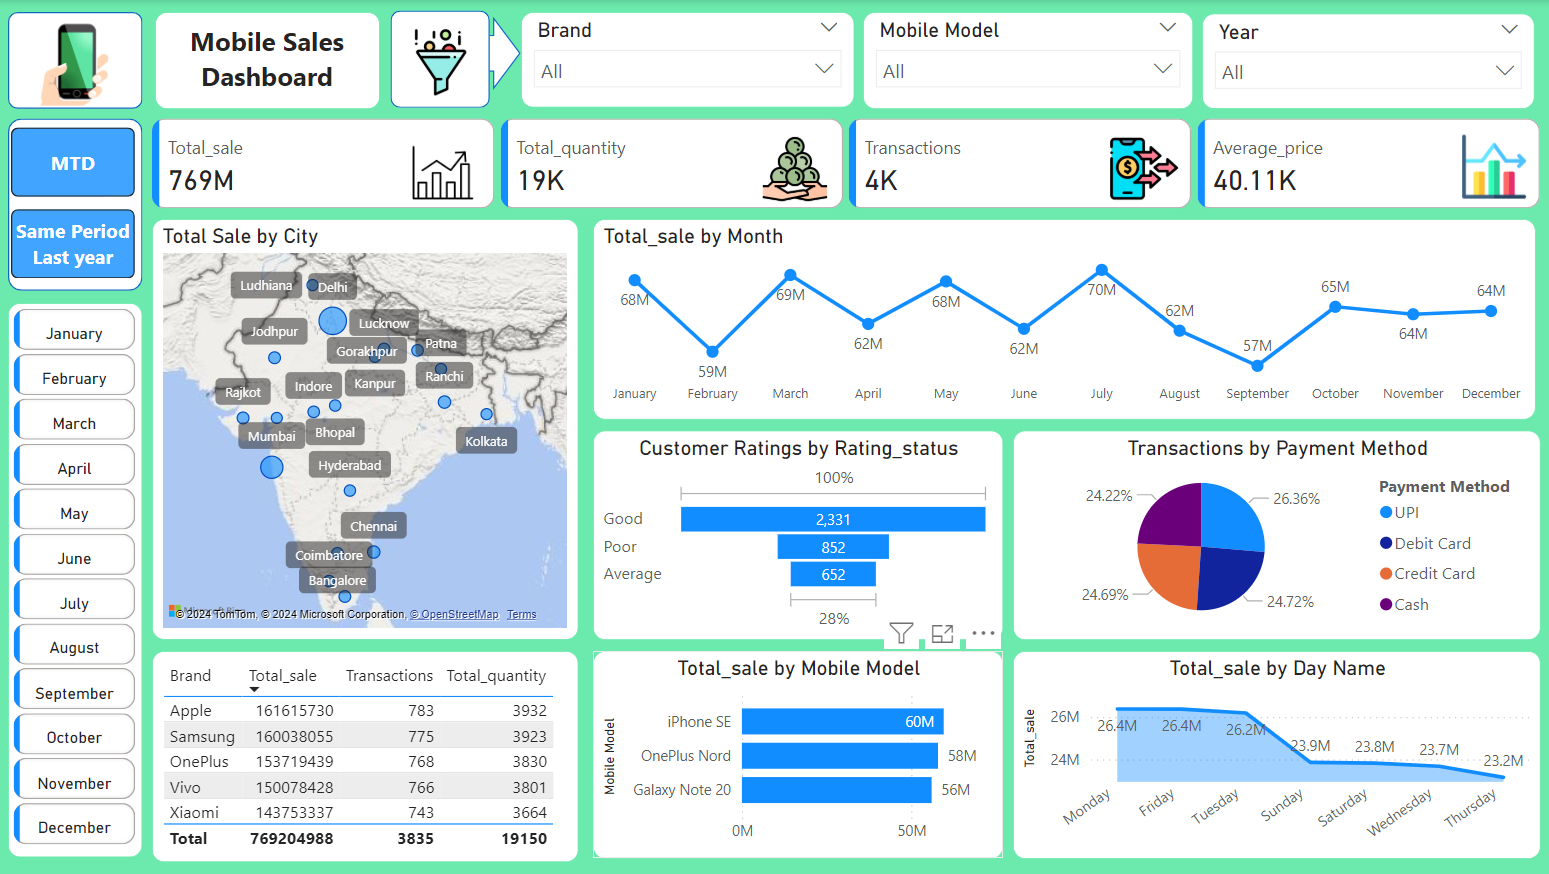 Mobile Sales
Dashboard
Brand
All
Mobile Model
All
Year
All
MTD
Same Period
Last year
Total_sale
769M
Total_quantity
19K
Transactions
4K
Average_price
40.11K
January
February
March
April
May
June
July
August
September
October
November
December
Total Sale by City
Ludhiana
Delhi
Jodhpur
Lucknow
Gorakhpur
Patna
Rajkot
Indore
Kanpur
Ranchi
Mumbai
Bhopal
Kolkata
Hyderabad
Chennai
Coimbatore
Bangalore
© 2024 TomTom, © 2024 Microsoft Corporation, © OpenStreetMap Terms
Total_sale by Month
68M
59M
69M
62M
68M
62M
70M
62M
57M
65M
64M
64M
January February March April May June July August September October November December
Customer Ratings by Rating_status
100%
Good 2,331
Poor 852
Average 652
28%
Transactions by Payment Method
24.22%
26.36%
24.69%
24.72%
Payment Method
UPI
Debit Card
Credit Card
Cash
Brand Total_sale Transactions Total_quantity
Apple 161615730 783 3932
Samsung 160038055 775 3923
OnePlus 153719439 768 3830
Vivo 150078428 766 3801
Xiaomi 143753337 743 3664
Total 769204988 3835 19150
Total_sale by Mobile Model
Mobile Model
iPhone SE 60M
OnePlus Nord 58M
Galaxy Note 20 56M
0M 50M
Total_sale by Day Name
Total_sale
26M
24M
26.4M
26.4M
26.2M
23.9M
23.8M
23.7M
23.2M
Monday Friday Tuesday Sunday Saturday Wednesday Thursday